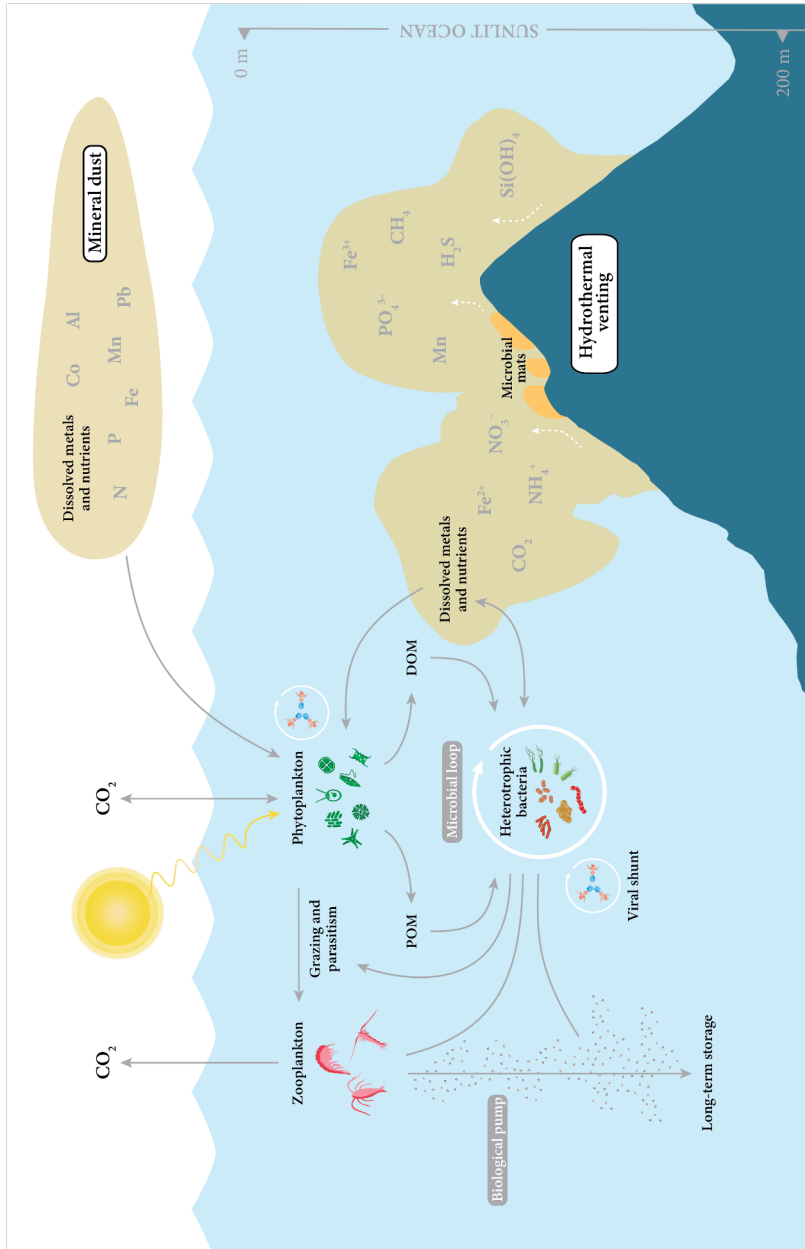 CO₂
CO₂
Mineral dust
Dissolved metals
and nutrients
N
P
Co
Fe
Mn
Al
Pb
0 m
SUNLIT OCEAN
200 m
Zooplankton
Grazing and
parasitism
Phytoplankton
POM
DOM
Microbial loop
Heterotrophic
bacteria
Viral shunt
Biological pump
Long-term storage
Dissolved metals
and nutrients
CO₂
Fe²⁺
NH₄⁺
NO₃⁻
Mn
PO₄³⁻
Fe³⁺
CH₄
H₂S
Si(OH)₄
Microbial
mats
Hydrothermal
venting